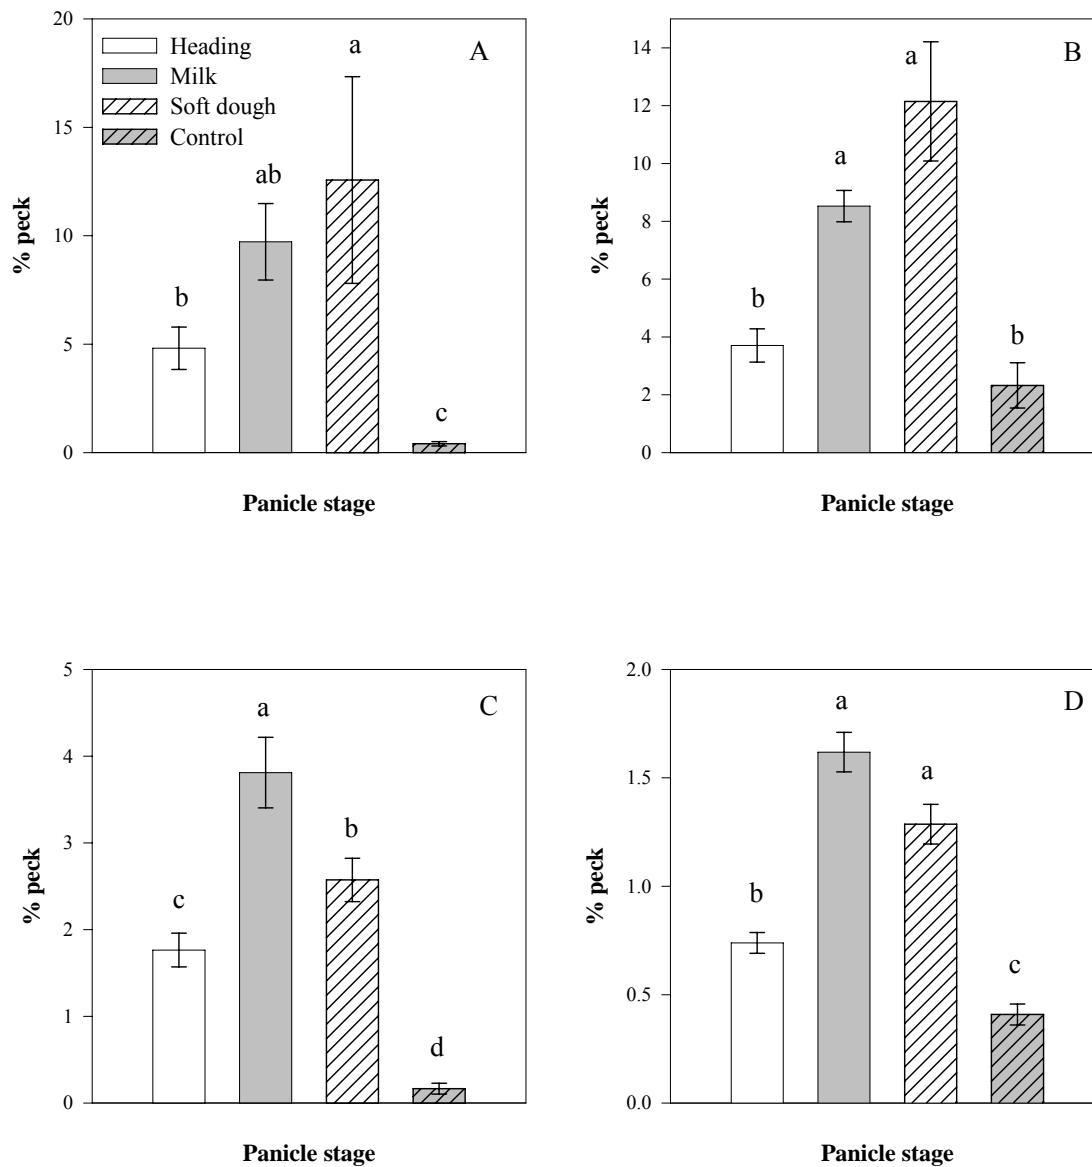 20
15
10
5
0
% peck
Heading
Milk
Soft dough
Control
A
b
ab
a
c
Panicle stage
14
12
10
8
6
4
2
0
% peck
B
b
a
a
b
Panicle stage
5
4
3
2
1
0
% peck
C
c
a
b
d
Panicle stage
2.0
1.5
1.0
0.5
0.0
% peck
D
b
a
a
c
Panicle stage